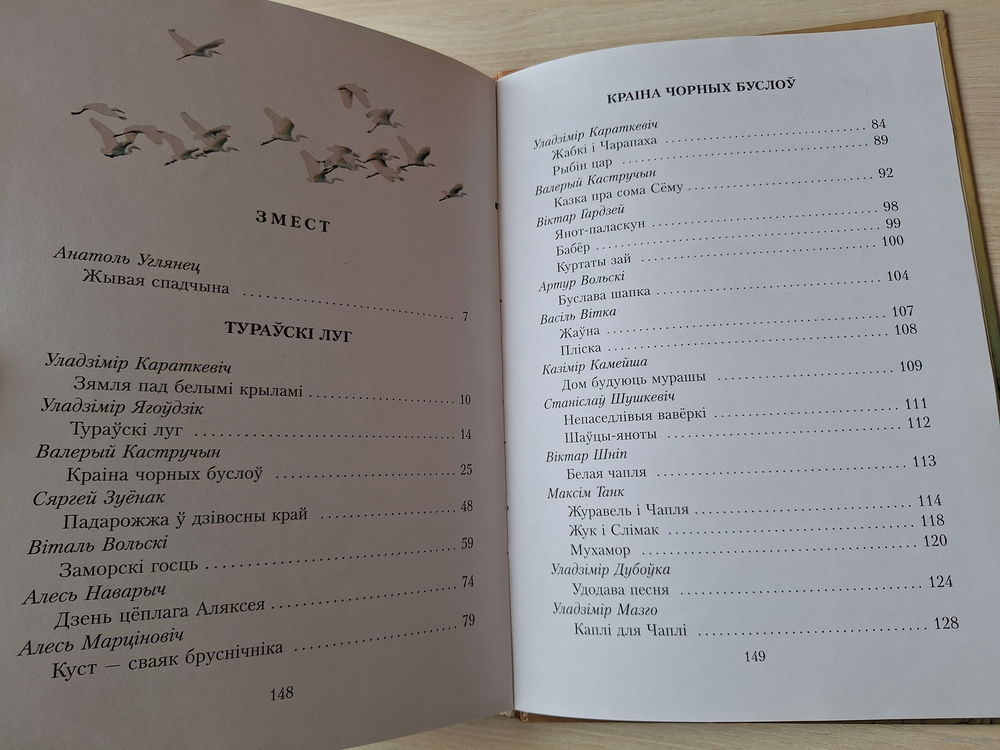 ЗМЕСТ
Анатоль Углянец
Жывая спадчына ........ 7
ТУРАЎСКІ ЛУГ
Уладзімір Караткевіч
Зямля пад белымі крыламі ........ 10
Уладзімір Ягоўдзік
Тураўскі луг ........ 14
Валерый Кастручын
Краіна чорных буслоў ........ 25
Сяргей Зуёнак
Падарожжа ў дзівосны край ........ 48
Віталь Вольскі
Заморскі госць ........ 59
Алесь Наварыч
Дзень цёплага Аляксея ........ 74
Алесь Марціновіч
Куст — сваяк бруснічніка ........ 79
148
КРАІНА ЧОРНЫХ БУСЛОЎ
Уладзімір Караткевіч
Жабкі і Чарапаха ........ 84
Рыбін цар ........ 89
Валерый Кастручын
Казка пра сома Сёму ........ 92
Віктар Гардзей
Янот-паласкун ........ 98
Бабёр ........ 99
Куртаты зай ........ 100
Артур Вольскі
Буслава шапка ........ 104
Васіль Вітка
Жаўна ........ 107
Пліска ........ 108
Казімір Камейша
Дом будуюць мурашы ........ 109
Станіслаў Шушкевіч
Непаседлівыя вавёркі ........ 111
Шаўцы-яноты ........ 112
Віктар Шніп
Белая чапля ........ 113
Максім Танк
Журавель і Чапля ........ 114
Жук і Слімак ........ 118
Мухамор ........ 120
Уладзімір Дубоўка
Удодава песня ........ 124
Уладзімір Мазго
Каплі для Чаплі ........ 128
149